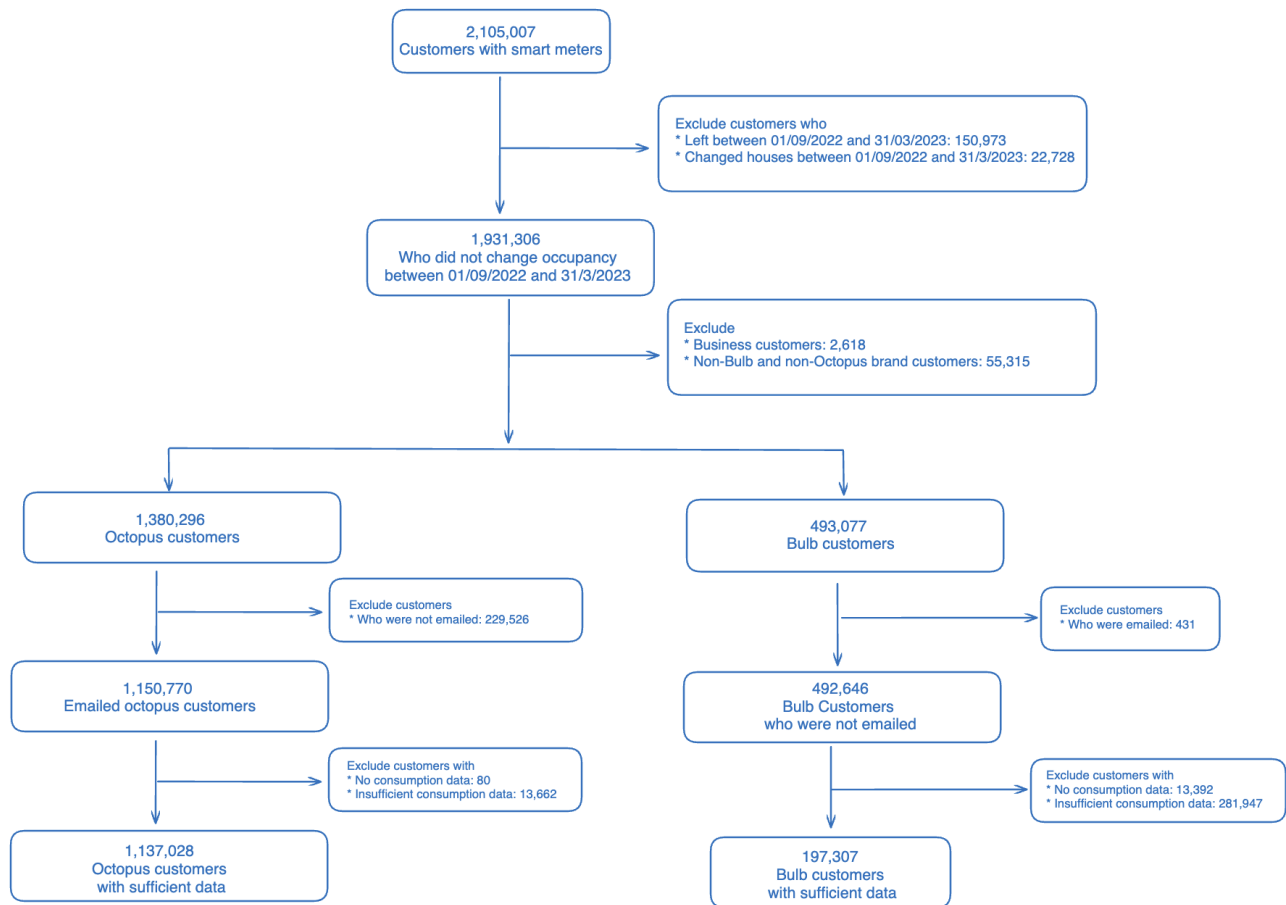 2,105,007
Customers with smart meters
Exclude customers who
* Left between 01/09/2022 and 31/03/2023: 150,973
* Changed houses between 01/09/2022 and 31/3/2023: 22,728
1,931,306
Who did not change occupancy
between 01/09/2022 and 31/3/2023
Exclude
* Business customers: 2,618
* Non-Bulb and non-Octopus brand customers: 55,315
1,380,296
Octopus customers
493,077
Bulb customers
Exclude customers
* Who were not emailed: 229,526
Exclude customers
* Who were emailed: 431
1,150,770
Emailed octopus customers
492,646
Bulb Customers
who were not emailed
Exclude customers with
* No consumption data: 80
* Insufficient consumption data: 13,662
Exclude customers with
* No consumption data: 13,392
* Insufficient consumption data: 281,947
1,137,028
Octopus customers
with sufficient data
197,307
Bulb customers
with sufficient data